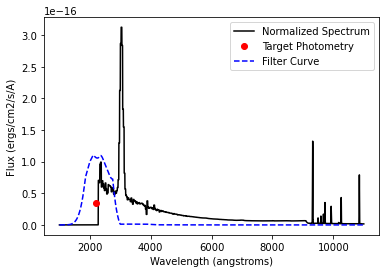 1e−16
Normalized Spectrum
Target Photometry
Filter Curve
Flux (ergs/cm2/s/A)
3.0
2.5
2.0
1.5
1.0
0.5
0.0
2000 4000 6000 8000 10000
Wavelength (angstroms)